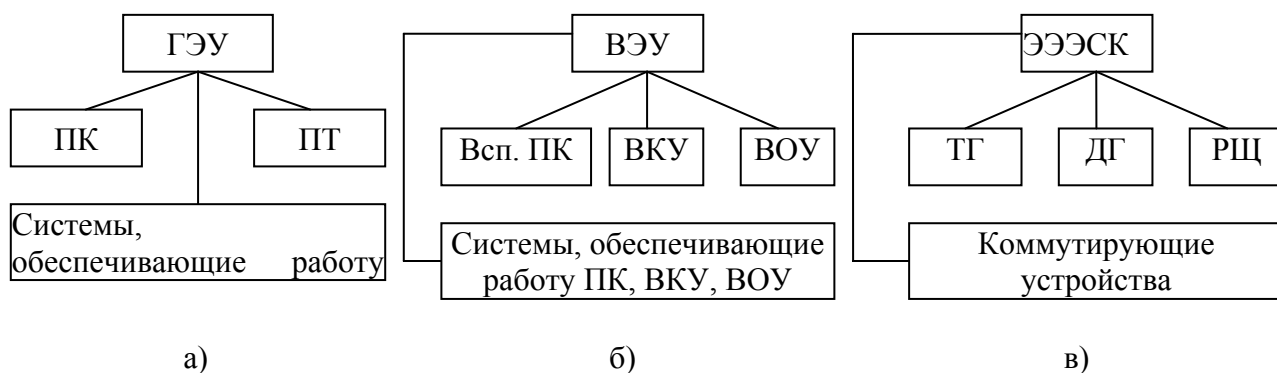 ГЭУ
ПК
ПТ
Системы,
обеспечивающие работу
а)
ВЭУ
Всп. ПК
ВКУ
ВОУ
Системы, обеспечивающие
работу ПК, ВКУ, ВОУ
б)
ЭЭЭСК
ТГ
ДГ
РЩ
Коммутирующие
устройства
в)